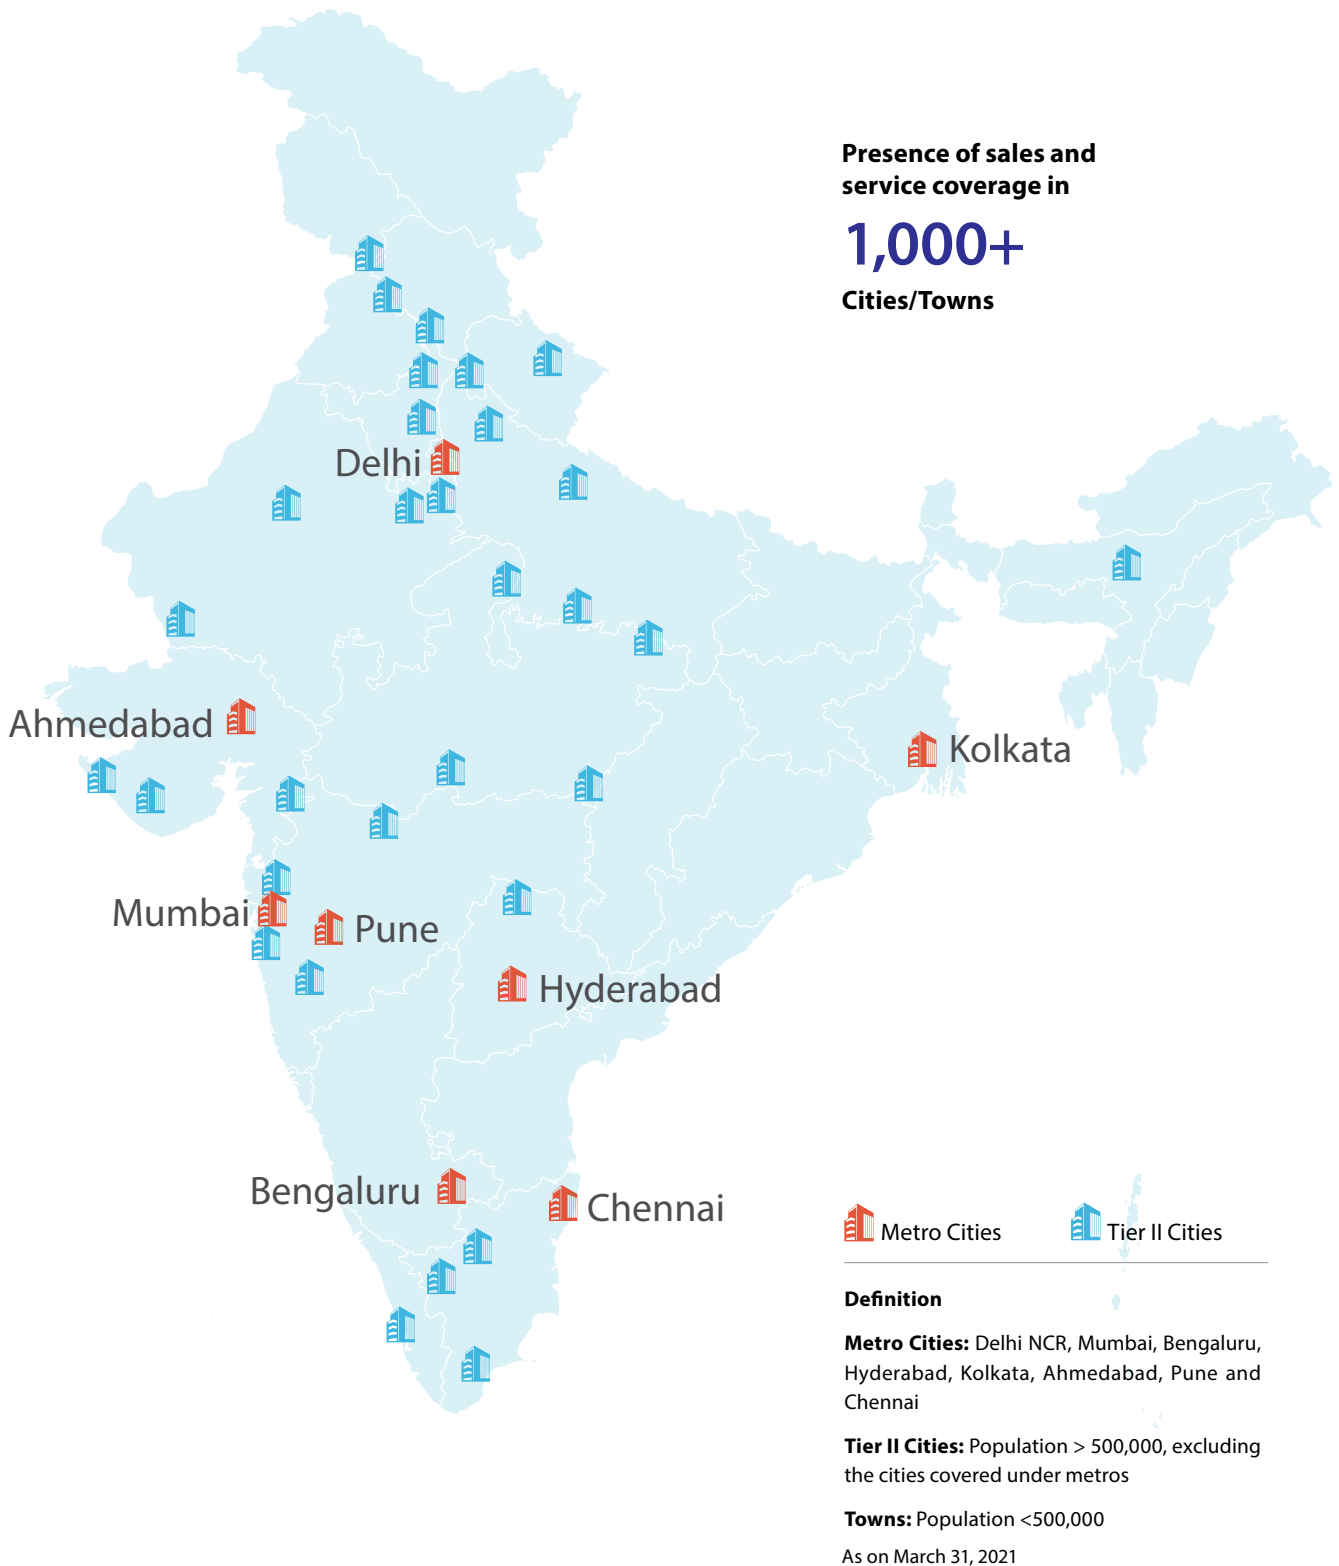 Presence of sales and
service coverage in
1,000+
Cities/Towns
Delhi
Ahmedabad
Kolkata
Mumbai
Pune
Hyderabad
Bengaluru
Chennai
Metro Cities
Tier II Cities
Definition
Metro Cities: Delhi NCR, Mumbai, Bengaluru,
Hyderabad, Kolkata, Ahmedabad, Pune and
Chennai
Tier II Cities: Population > 500,000, excluding
the cities covered under metros
Towns: Population <500,000
As on March 31, 2021